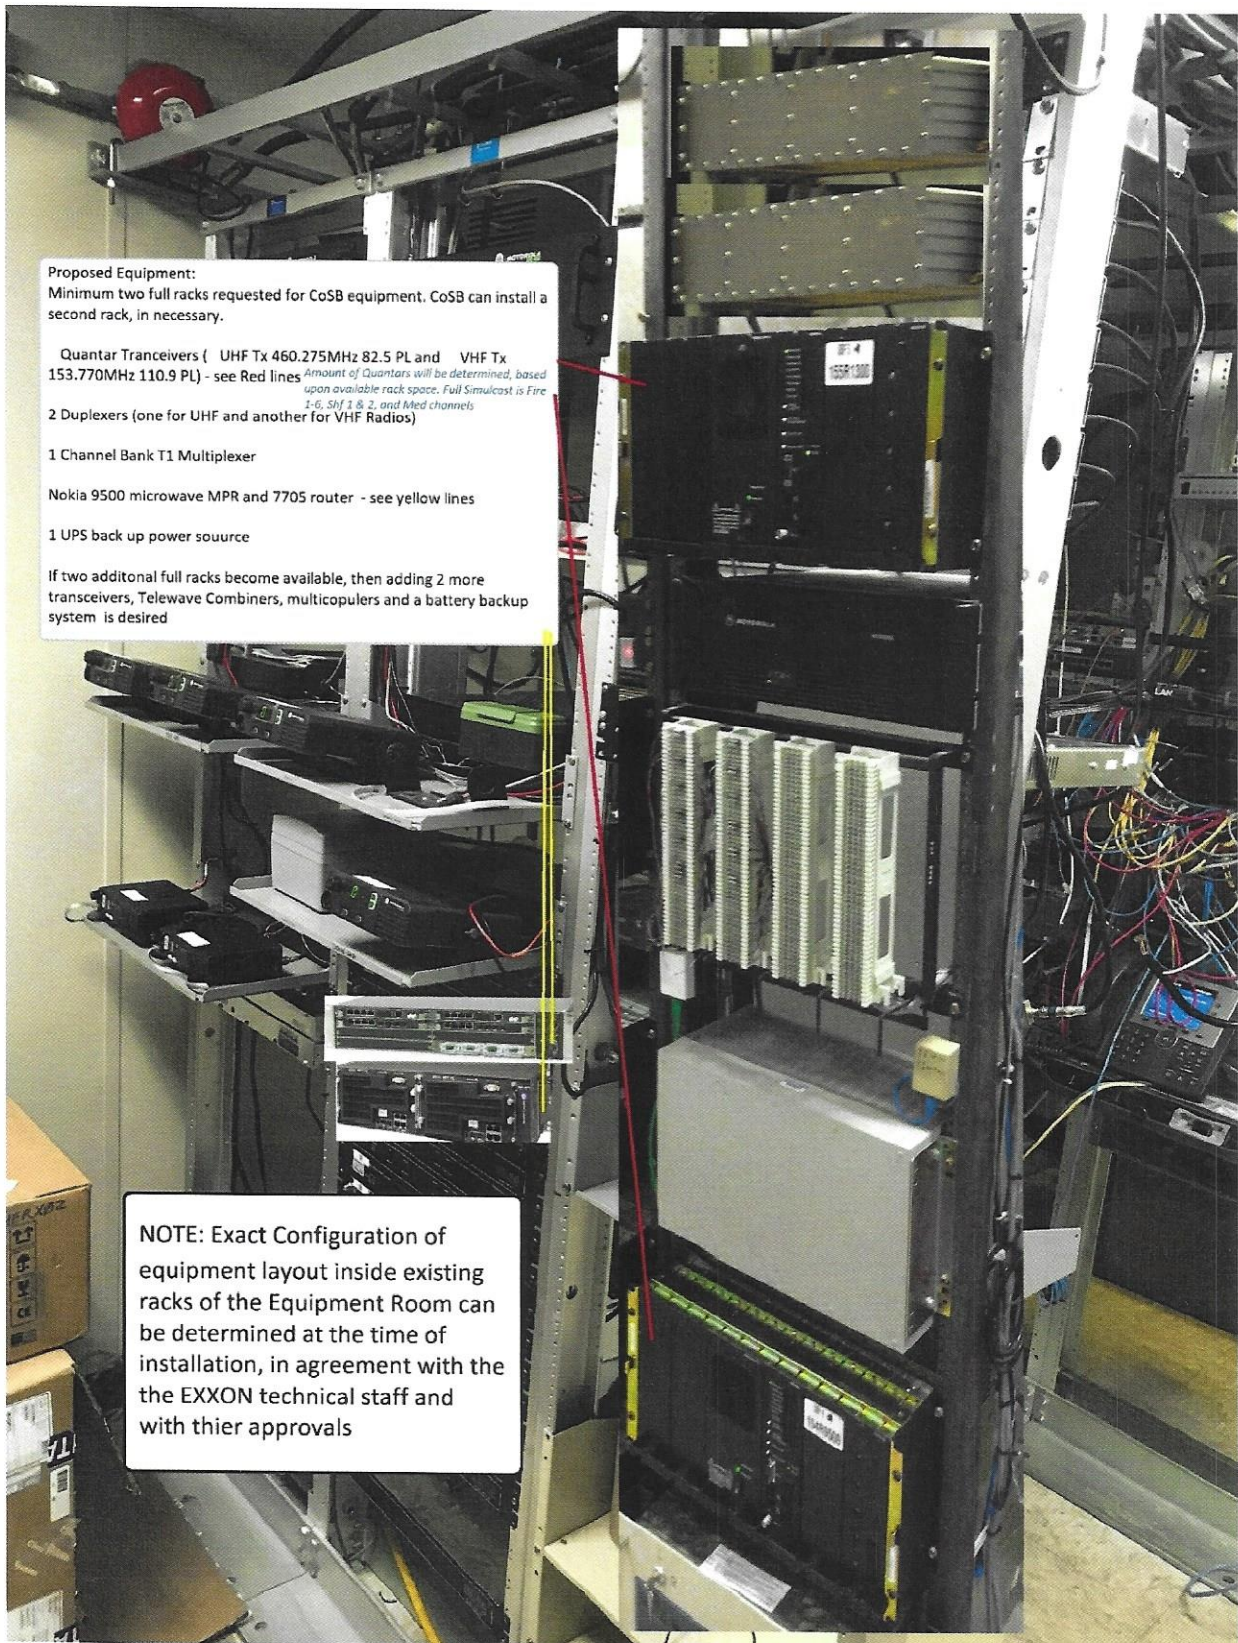 Proposed Equipment:
Minimum two full racks requested for CoSB equipment. CoSB can install a
second rack, in necessary.
Quantar Tranceivers ( UHF Tx 460.275MHz 82.5 PL and VHF Tx
153.770MHz 110.9 PL) - see Red lines
Amount of Quantars will be determined, based
upon available rack space. Full Simulcast is Fire
1-6, Shf 1 & 2, and Med channels
2 Duplexers (one for UHF and another for VHF Radios)
1 Channel Bank T1 Multiplexer
Nokia 9500 microwave MPR and 7705 router - see yellow lines
1 UPS back up power souurce
If two additonal full racks become available, then adding 2 more
transceivers, Telewave Combiners, multicopulers and a battery backup
system is desired
155R1300
MOTOROLA
LAN
NOTE: Exact Configuration of
equipment layout inside existing
racks of the Equipment Room can
be determined at the time of
installation, in agreement with the
the EXXON technical staff and
with thier approvals